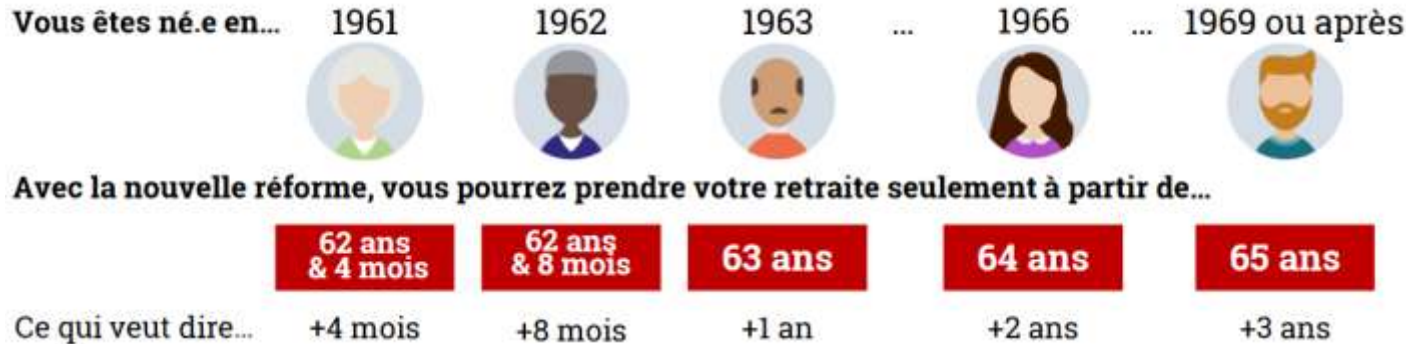 Vous êtes né.e en... 1961 1962 1963 ... 1966 ... 1969 ou après
Avec la nouvelle réforme, vous pourrez prendre votre retraite seulement à partir de...
62 ans & 4 mois
62 ans & 8 mois
63 ans
64 ans
65 ans
Ce qui veut dire... +4 mois +8 mois +1 an +2 ans +3 ans